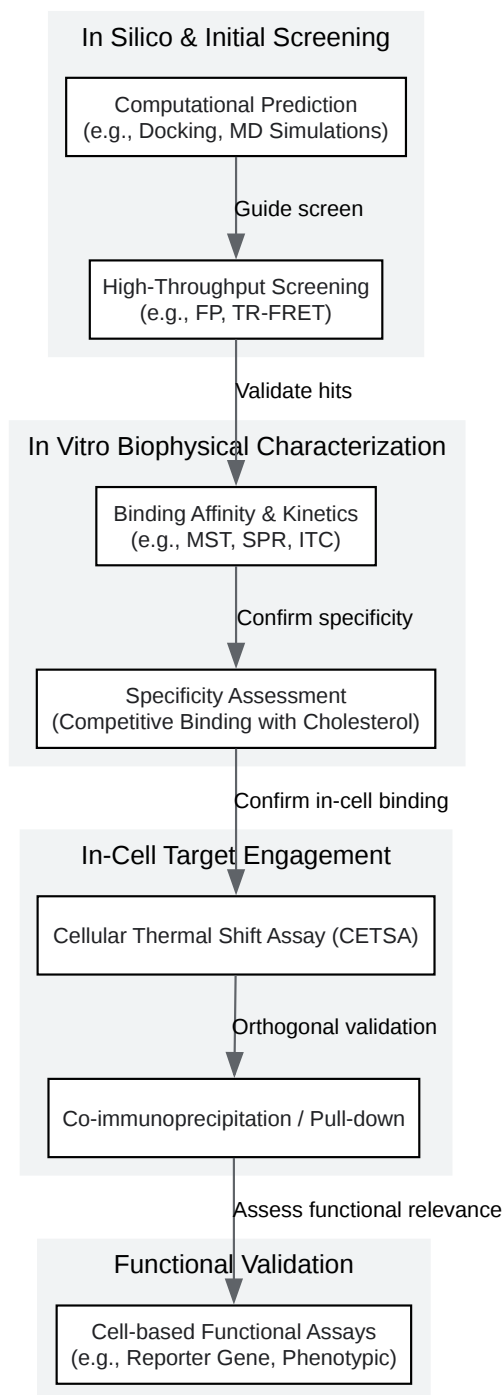 In Silico & Initial Screening
Computational Prediction
(e.g., Docking, MD Simulations)
Guide screen
High-Throughput Screening
(e.g., FP, TR-FRET)
Validate hits
In Vitro Biophysical Characterization
Binding Affinity & Kinetics
(e.g., MST, SPR, ITC)
Confirm specificity
Specificity Assessment
(Competitive Binding with Cholesterol)
Confirm in-cell binding
In-Cell Target Engagement
Cellular Thermal Shift Assay (CETSA)
Orthogonal validation
Co-immunoprecipitation / Pull-down
Assess functional relevance
Functional Validation
Cell-based Functional Assays
(e.g., Reporter Gene, Phenotypic)